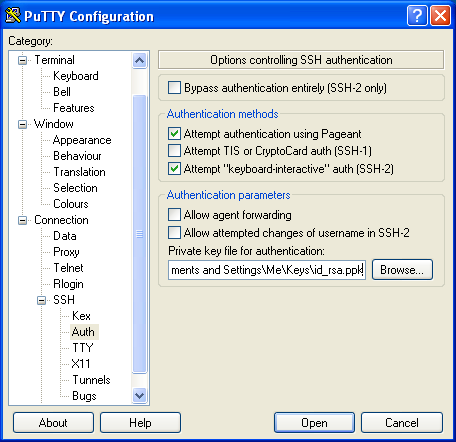 PuTTY Configuration
Category:
Terminal
Keyboard
Bell
Features
Window
Appearance
Behaviour
Translation
Selection
Colours
Connection
Data
Proxy
Telnet
Rlogin
SSH
Kex
Auth
TTY
X11
Tunnels
Bugs
Options controlling SSH authentication
Bypass authentication entirely (SSH-2 only)
Authentication methods
Attempt authentication using Pageant
Attempt TIS or CryptoCard auth (SSH-1)
Attempt "keyboard-interactive" auth (SSH-2)
Authentication parameters
Allow agent forwarding
Allow attempted changes of username in SSH-2
Private key file for authentication:
ments and Settings\Me\Keys\id_rsa.ppk
Browse...
About
Help
Open
Cancel